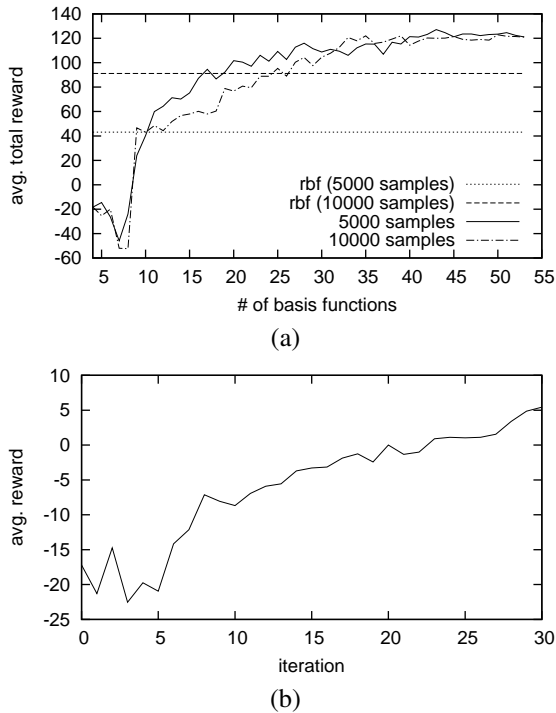 140
120
100
80
60
40
20
0
-20
-40
-60
avg. total reward
rbf (5000 samples)
rbf (10000 samples)
5000 samples
10000 samples
5 10 15 20 25 30 35 40 45 50 55
# of basis functions
(a)
10
5
0
-5
-10
-15
-20
-25
avg. reward
0 5 10 15 20 25 30
iteration
(b)